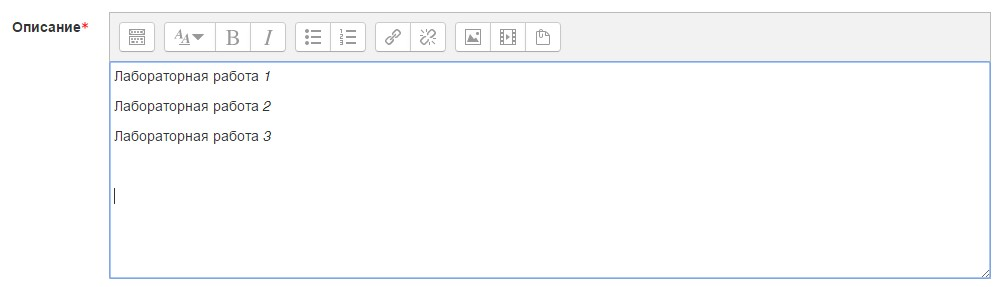 Описание*
Лабораторная работа 1
Лабораторная работа 2
Лабораторная работа 3